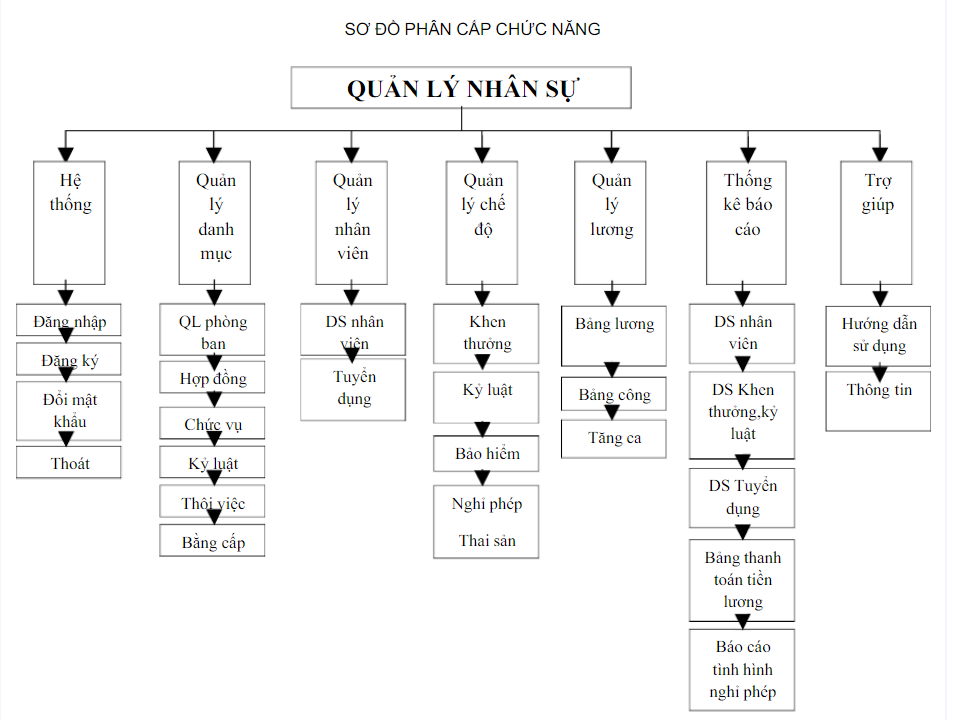 SƠ ĐỒ PHÂN CẤP CHỨC NĂNG
QUẢN LÝ NHÂN SỰ
Hệ
thống
Quản
lý
danh
mục
Quản
lý
nhân
viên
Quản
lý chế
độ
Quản
lý
lương
Thống
kê báo
cáo
Trợ
giúp
Đăng nhập
Đăng ký
Đổi mật
khẩu
Thoát
QL phòng
ban
Hợp đồng
Chức vụ
Kỷ luật
Thôi việc
Bằng cấp
DS nhân
viên
Tuyển
dụng
Khen
thưởng
Kỷ luật
Bảo hiểm
Nghỉ phép
Thai sản
Bảng lương
Bảng công
Tăng ca
DS nhân
viên
DS Khen
thưởng,kỷ
luật
DS Tuyển
dụng
Bảng thanh
toán tiền
lương
Báo cáo
tình hình
nghỉ phép
Hướng dẫn
sử dụng
Thông tin